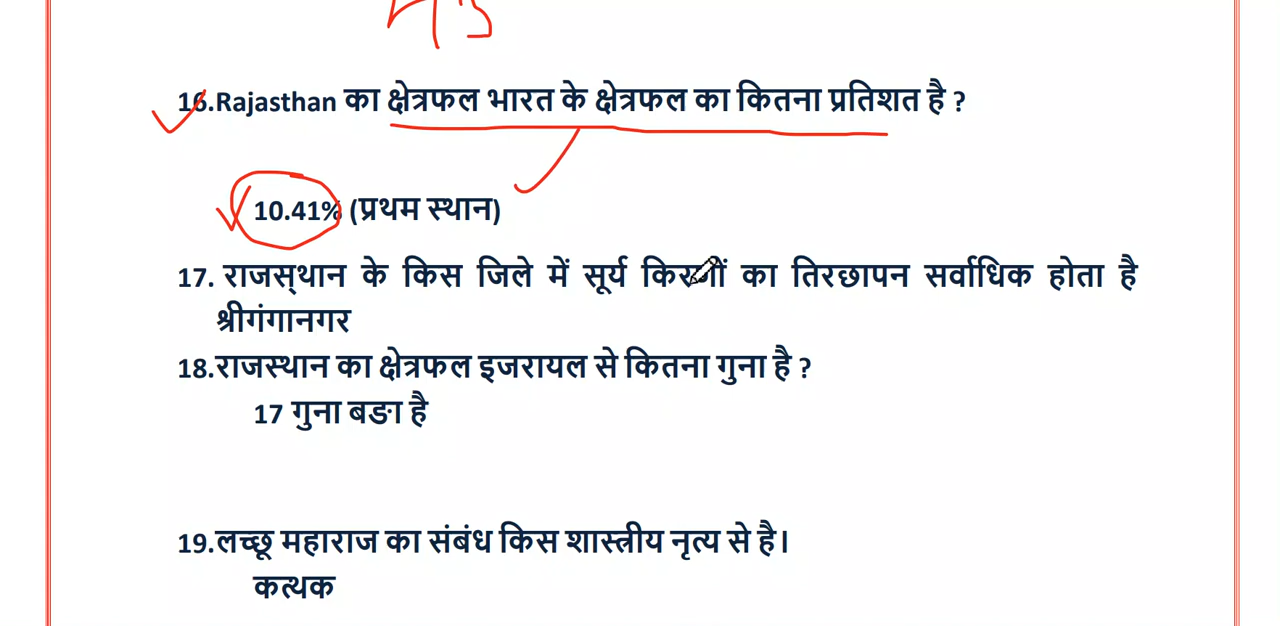 16.Rajasthan का क्षेत्रफल भारत के क्षेत्रफल का कितना प्रतिशत है ?
10.41% (प्रथम स्थान)
17. राजस्थान के किस जिले में सूर्य किरणों का तिरछापन सर्वाधिक होता है
श्रीगंगानगर
18.राजस्थान का क्षेत्रफल इजरायल से कितना गुना है ?
17 गुना बङा है
19.लच्छू महाराज का संबंध किस शास्त्रीय नृत्य से है।
कत्थक